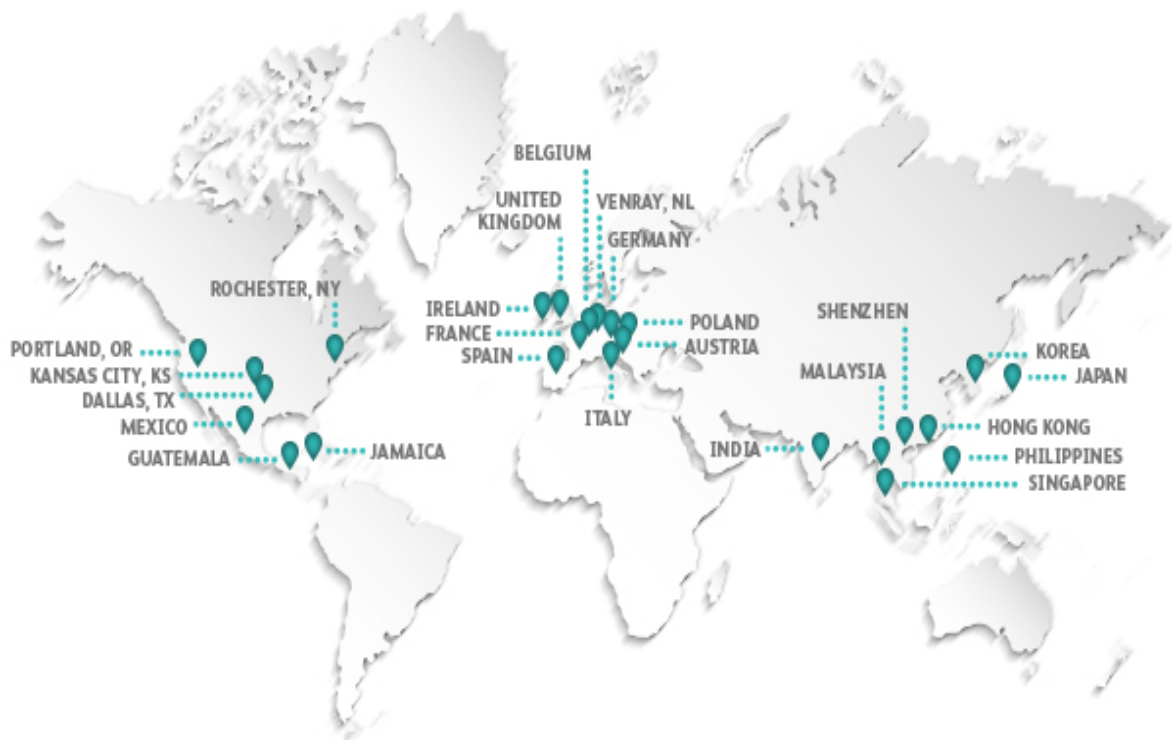 BELGIUM
UNITED
KINGDOM
VENRAY, NL
GERMANY
ROCHESTER, NY
IRELAND
FRANCE
SPAIN
POLAND
AUSTRIA
ITALY
PORTLAND, OR
KANSAS CITY, KS
DALLAS, TX
MEXICO
GUATEMALA
JAMAICA
SHENZHEN
MALAYSIA
KOREA
JAPAN
INDIA
HONG KONG
PHILIPPINES
SINGAPORE